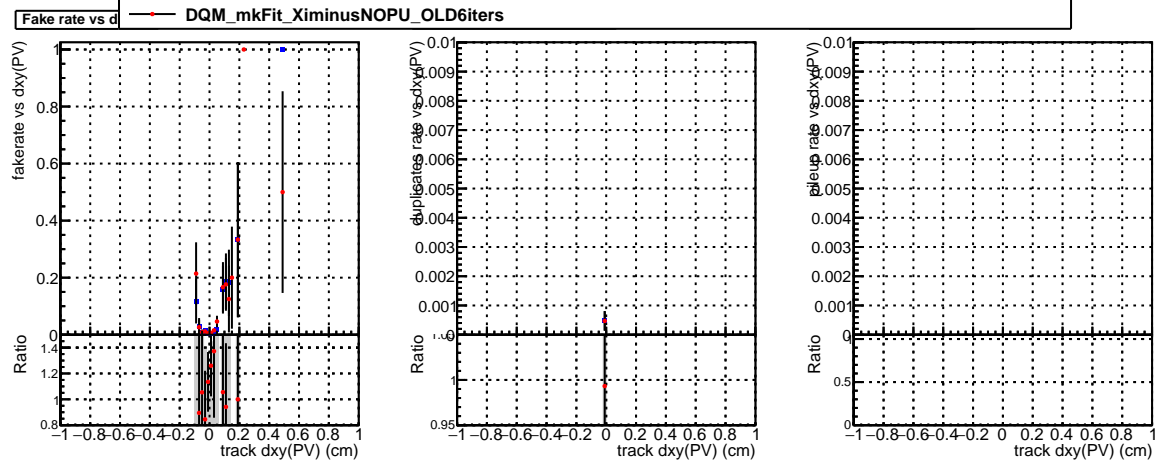 Fake rate vs d
DQM_mkFit_XiminusNOPU_OLD6iters
fakerate vs dxy(PV)
1
0.8
0.6
0.4
0.2
0
Ratio
1.4
1.2
1
0.8
−1 −0.8 −0.6 −0.4 −0.2 0 0.2 0.4 0.6 0.8 1
track dxy(PV) (cm)
duplicates rate vs dxy(PV)
0.01
0.009
0.008
0.007
0.006
0.005
0.004
0.003
0.002
0.001
0
Ratio
1
0.95
−1 −0.8 −0.6 −0.4 −0.2 0 0.2 0.4 0.6 0.8 1
track dxy(PV) (cm)
pileup rate vs dxy(PV)
0.01
0.009
0.008
0.007
0.006
0.005
0.004
0.003
0.002
0.001
0
Ratio
1
0.5
0
−1 −0.8 −0.6 −0.4 −0.2 0 0.2 0.4 0.6 0.8 1
track dxy(PV) (cm)